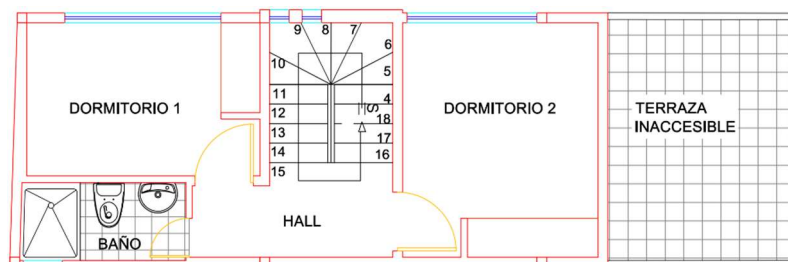 9
8
7
6
10
5
11
4
12
S
18
13
17
14
16
15
DORMITORIO 1
DORMITORIO 2
TERRAZA
INACCESIBLE
HALL
BAÑO